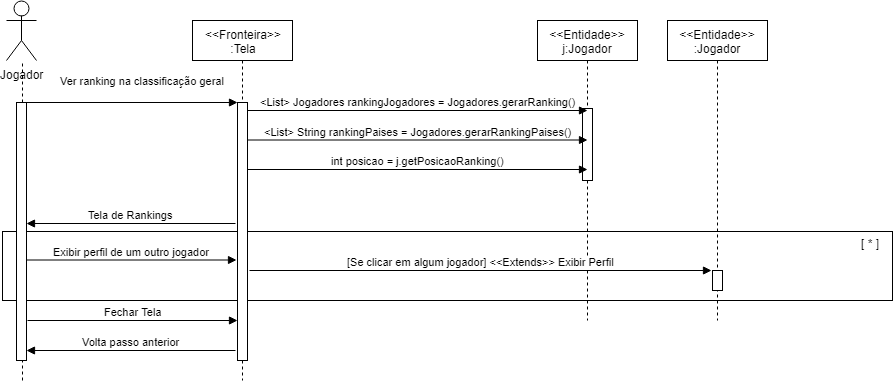 <<Fronteira>>
:Tela
<<Entidade>>
j:Jogador
<<Entidade>>
:Jogador
Jogador
Ver ranking na classificação geral
<List> Jogadores rankingJogadores = Jogadores.gerarRanking()
<List> String rankingPaises = Jogadores.gerarRankingPaises()
int posicao = j.getPosicaoRanking()
Tela de Rankings
[ * ]
Exibir perfil de um outro jogador
[Se clicar em algum jogador] <<Extends>> Exibir Perfil
Fechar Tela
Volta passo anterior